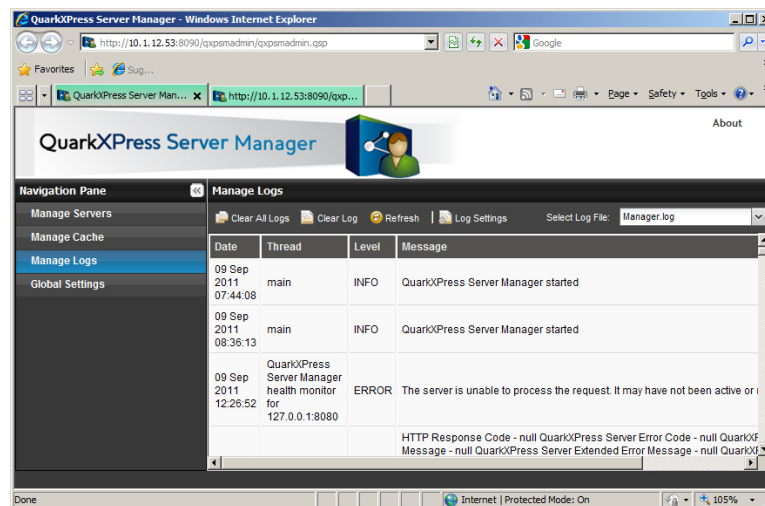 QuarkXPress Server Manager - Windows Internet Explorer
http://10.1.12.53:8090/qxpsmadmin/qxpsmadmin.qsp
Google
Favorites
Sug...
QuarkXPress Server Man...
http://10.1.12.53:8090/qxp...
Page
Safety
Tools
About
QuarkXPress Server Manager
Navigation Pane
Manage Servers
Manage Cache
Manage Logs
Global Settings
Manage Logs
Clear All Logs Clear Log Refresh | Log Settings Select Log File: Manager.log
Date Thread Level Message
09 Sep
2011
07:44:08
main
INFO
QuarkXPress Server Manager started
09 Sep
2011
08:36:13
main
INFO
QuarkXPress Server Manager started
09 Sep
2011
12:26:52
QuarkXPress
Server Manager
health monitor
for
127.0.0.1:8080
ERROR
The server is unable to process the request. It may have not been active or
HTTP Response Code - null QuarkXPress Server Error Code - null
Message - null QuarkXPress Server Extended Error Message - null
Done
Internet | Protected Mode: On
105%